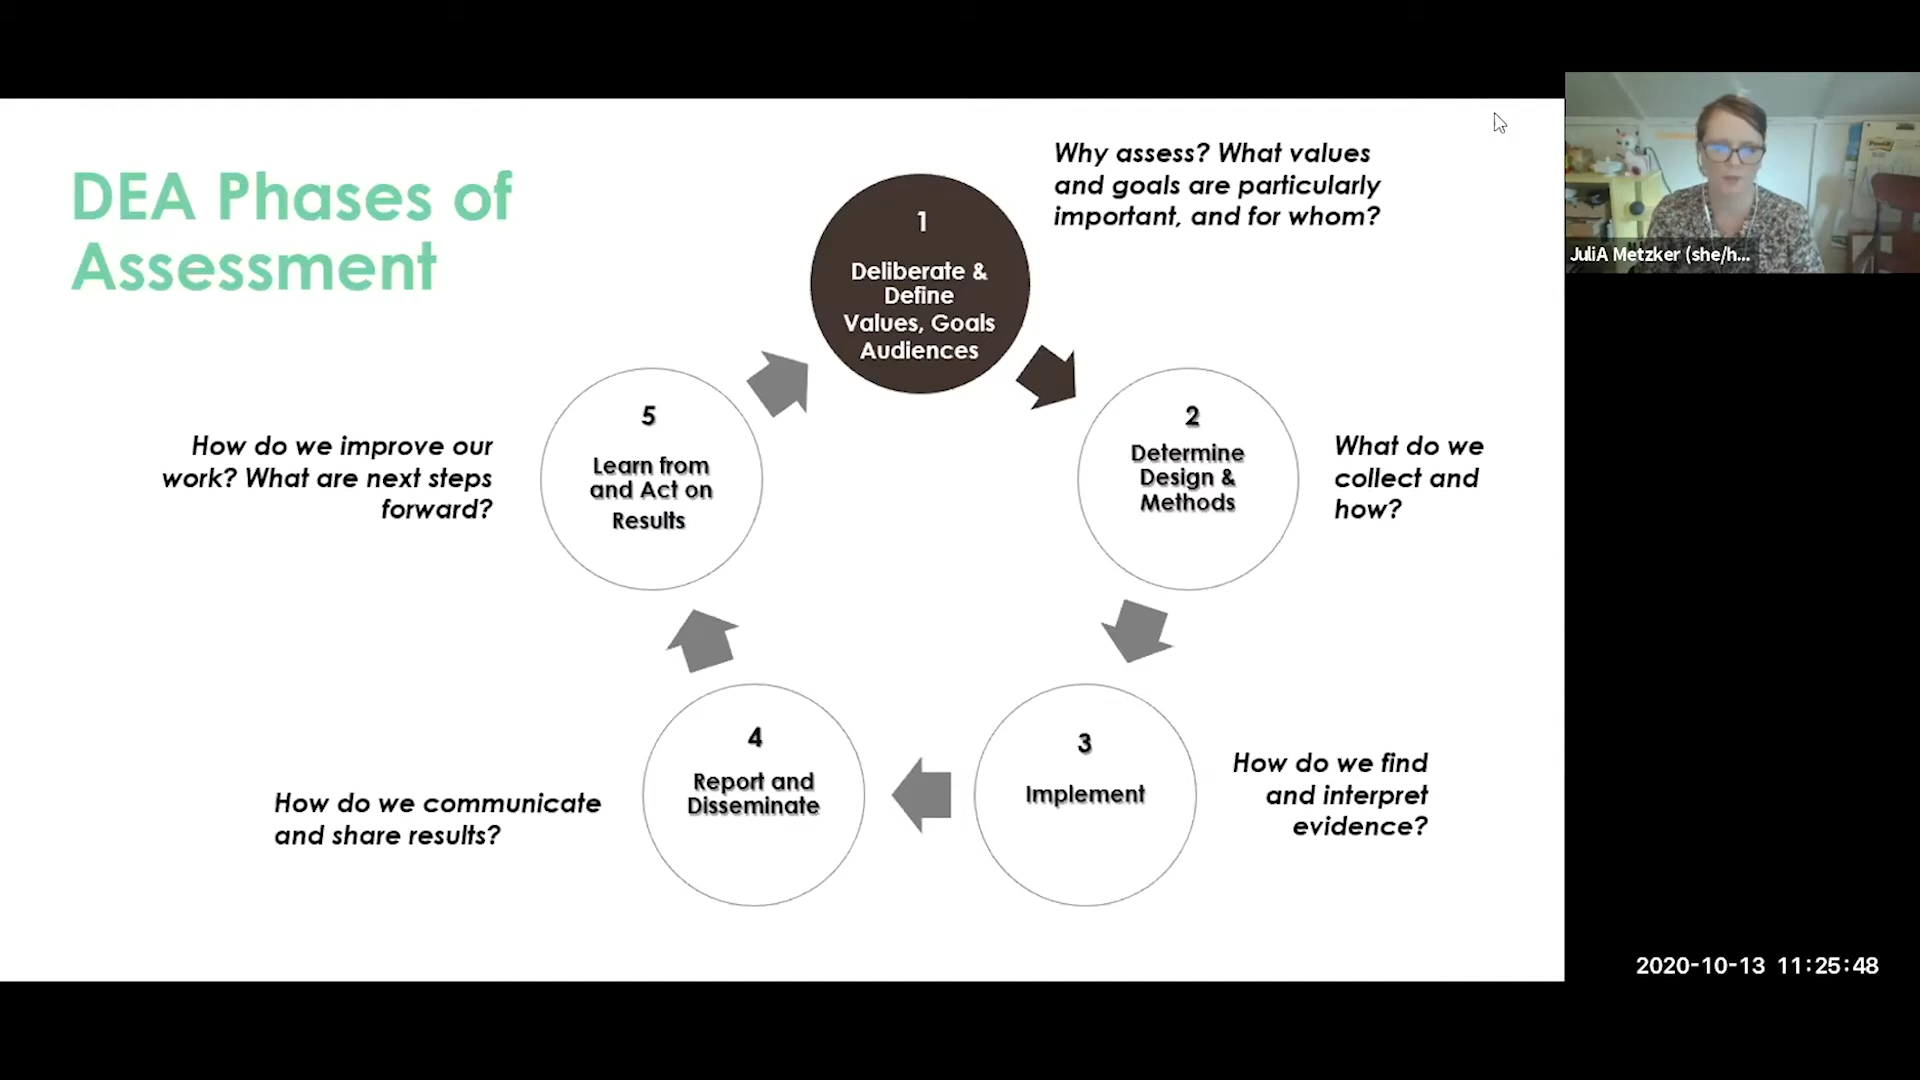 DEA Phases of
Assessment
1
Deliberate &
Define
Values, Goals
Audiences
Why assess? What values
and goals are particularly
important, and for whom?
2
Determine
Design &
Methods
What do we
collect and
how?
3
Implement
How do we find
and interpret
evidence?
4
Report and
Disseminate
How do we communicate
and share results?
5
Learn from
and Act on
Results
How do we improve our
work? What are next steps
forward?
JuliA Metzker (she/h...
2020-10-13 11:25:48